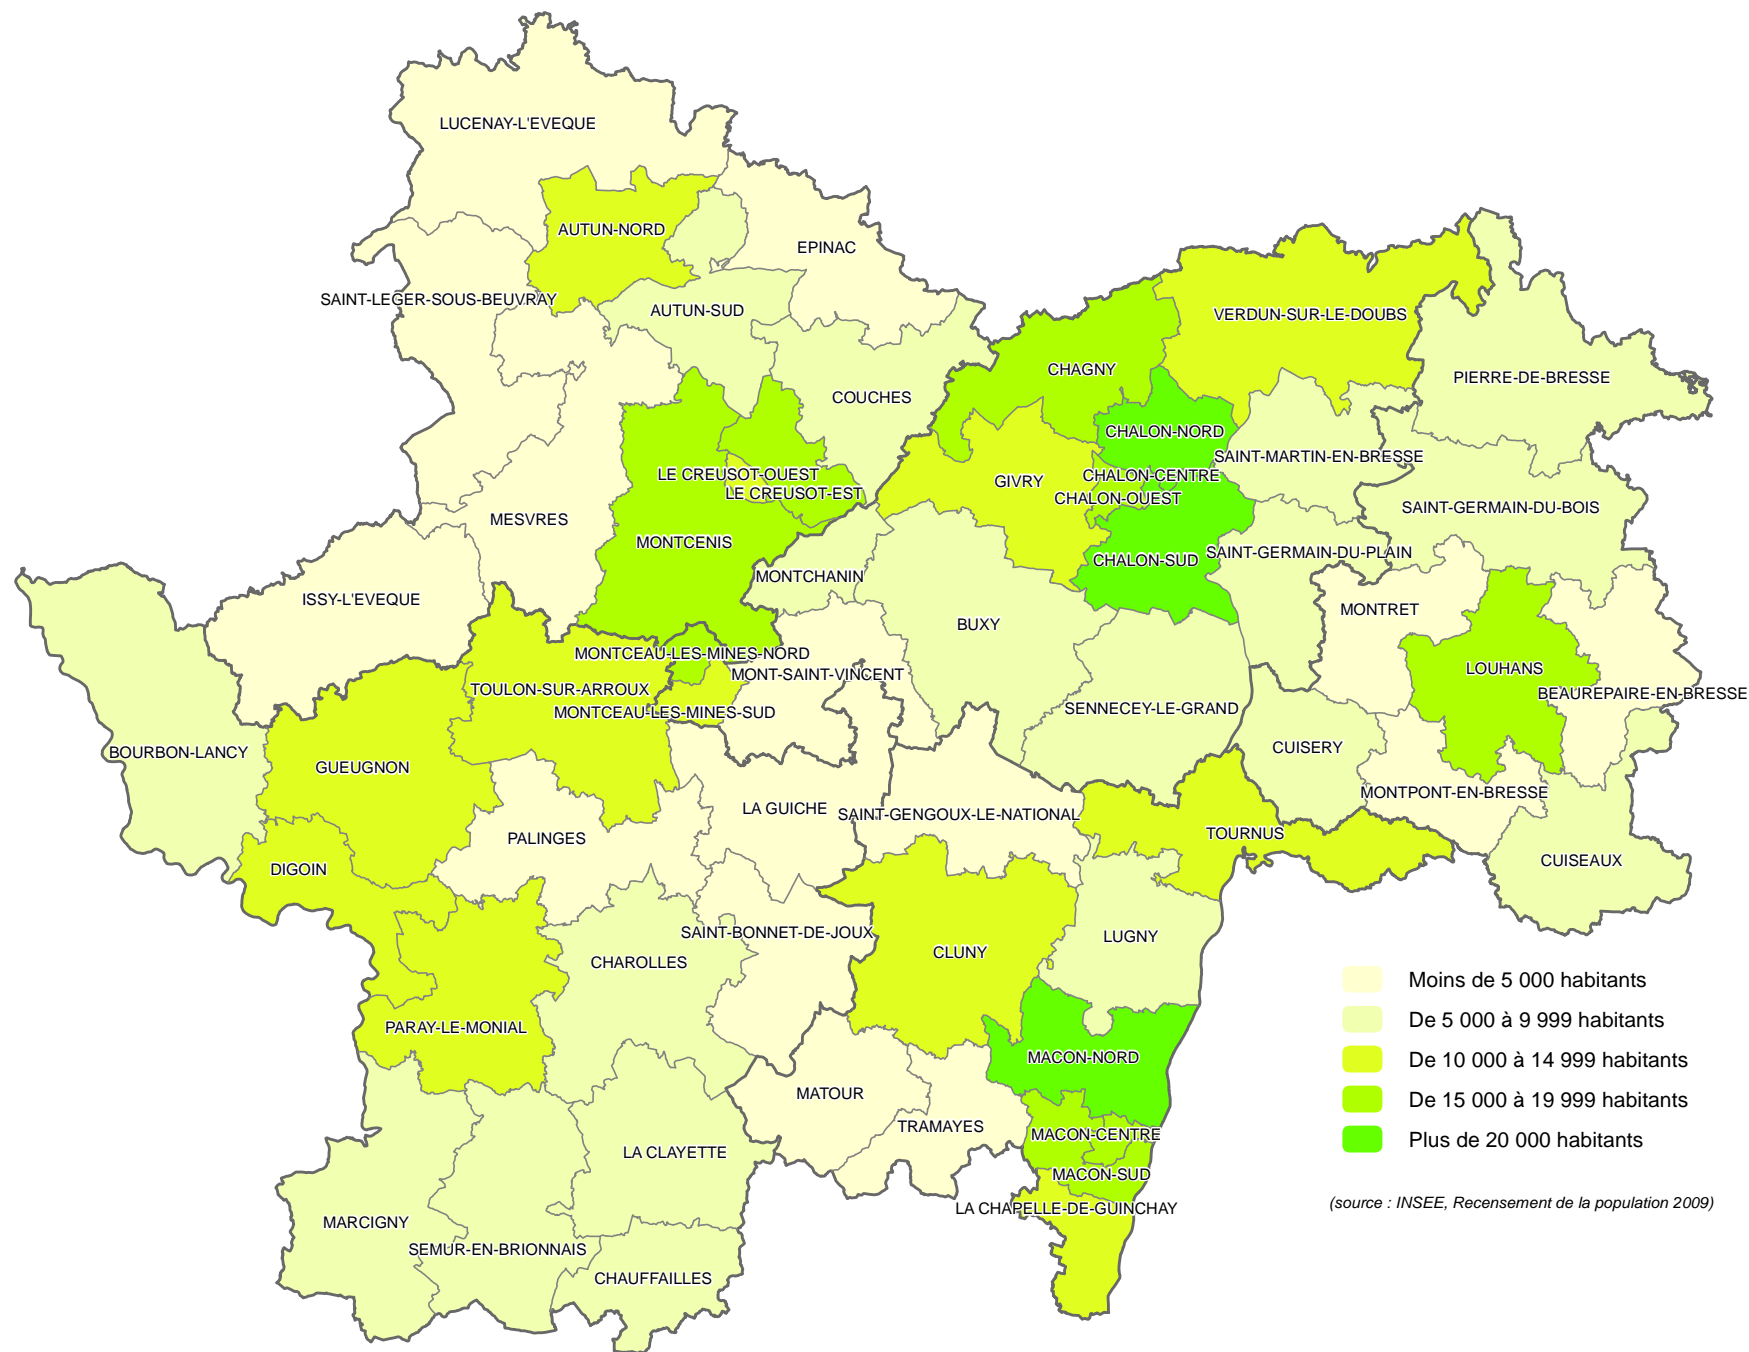 LUCENAY-L'EVEQUE
AUTUN-NORD
EPINAC
SAINT-LEGER-SOUS-BEUVRAY
AUTUN-SUD
VERDUN-SUR-LE-DOUBS
CHAGNY
PIERRE-DE-BRESSE
COUCHES
CHALON-NORD
SAINT-MARTIN-EN-BRESSE
LE CREUSOT-OUEST
CHALON-CENTRE
GIVRY
LE CREUSOT-EST
CHALON-OUEST
SAINT-GERMAIN-DU-BOIS
MESVRES
MONTCENIS
SAINT-GERMAIN-DU-PLAIN
CHALON-SUD
MONTCHANIN
ISSY-L'EVEQUE
MONTRET
BUXY
MONTCEAU-LES-MINES-NORD
LOUHANS
MONT-SAINT-VINCENT
TOULON-SUR-ARROUX
BEAUREPAIRE-EN-BRESSE
SENNECEY-LE-GRAND
MONTCEAU-LES-MINES-SUD
CUISERY
BOURBON-LANCY
GUEUGNON
MONTPONT-EN-BRESSE
LA GUICHE
SAINT-GENGOUX-LE-NATIONAL
TOURNUS
PALINGES
CUISEAUX
DIGOIN
SAINT-BONNET-DE-JOUX
LUGNY
CLUNY
CHAROLLES
PARAY-LE-MONIAL
MACON-NORD
MATOUR
TRAMAYES
MACON-CENTRE
LA CLAYETTE
MACON-SUD
LA CHAPELLE-DE-GUINCHAY
MARCIGNY
SEMUR-EN-BRIONNAIS
CHAUFFAILLES
Moins de 5 000 habitants
De 5 000 à 9 999 habitants
De 10 000 à 14 999 habitants
De 15 000 à 19 999 habitants
Plus de 20 000 habitants
(source : INSEE, Recensement de la population 2009)